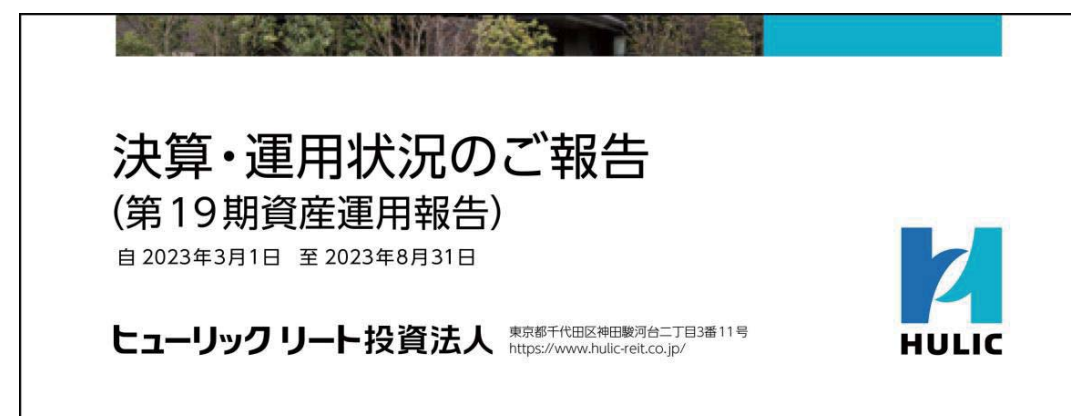 決算・運用状況のご報告
(第19期資産運用報告)
自 2023年3月1日 至 2023年8月31日
ヒューリック リート投資法人
東京都千代田区神田駿河台二丁目3番11号
https://www.hulic-reit.co.jp/
HULIC